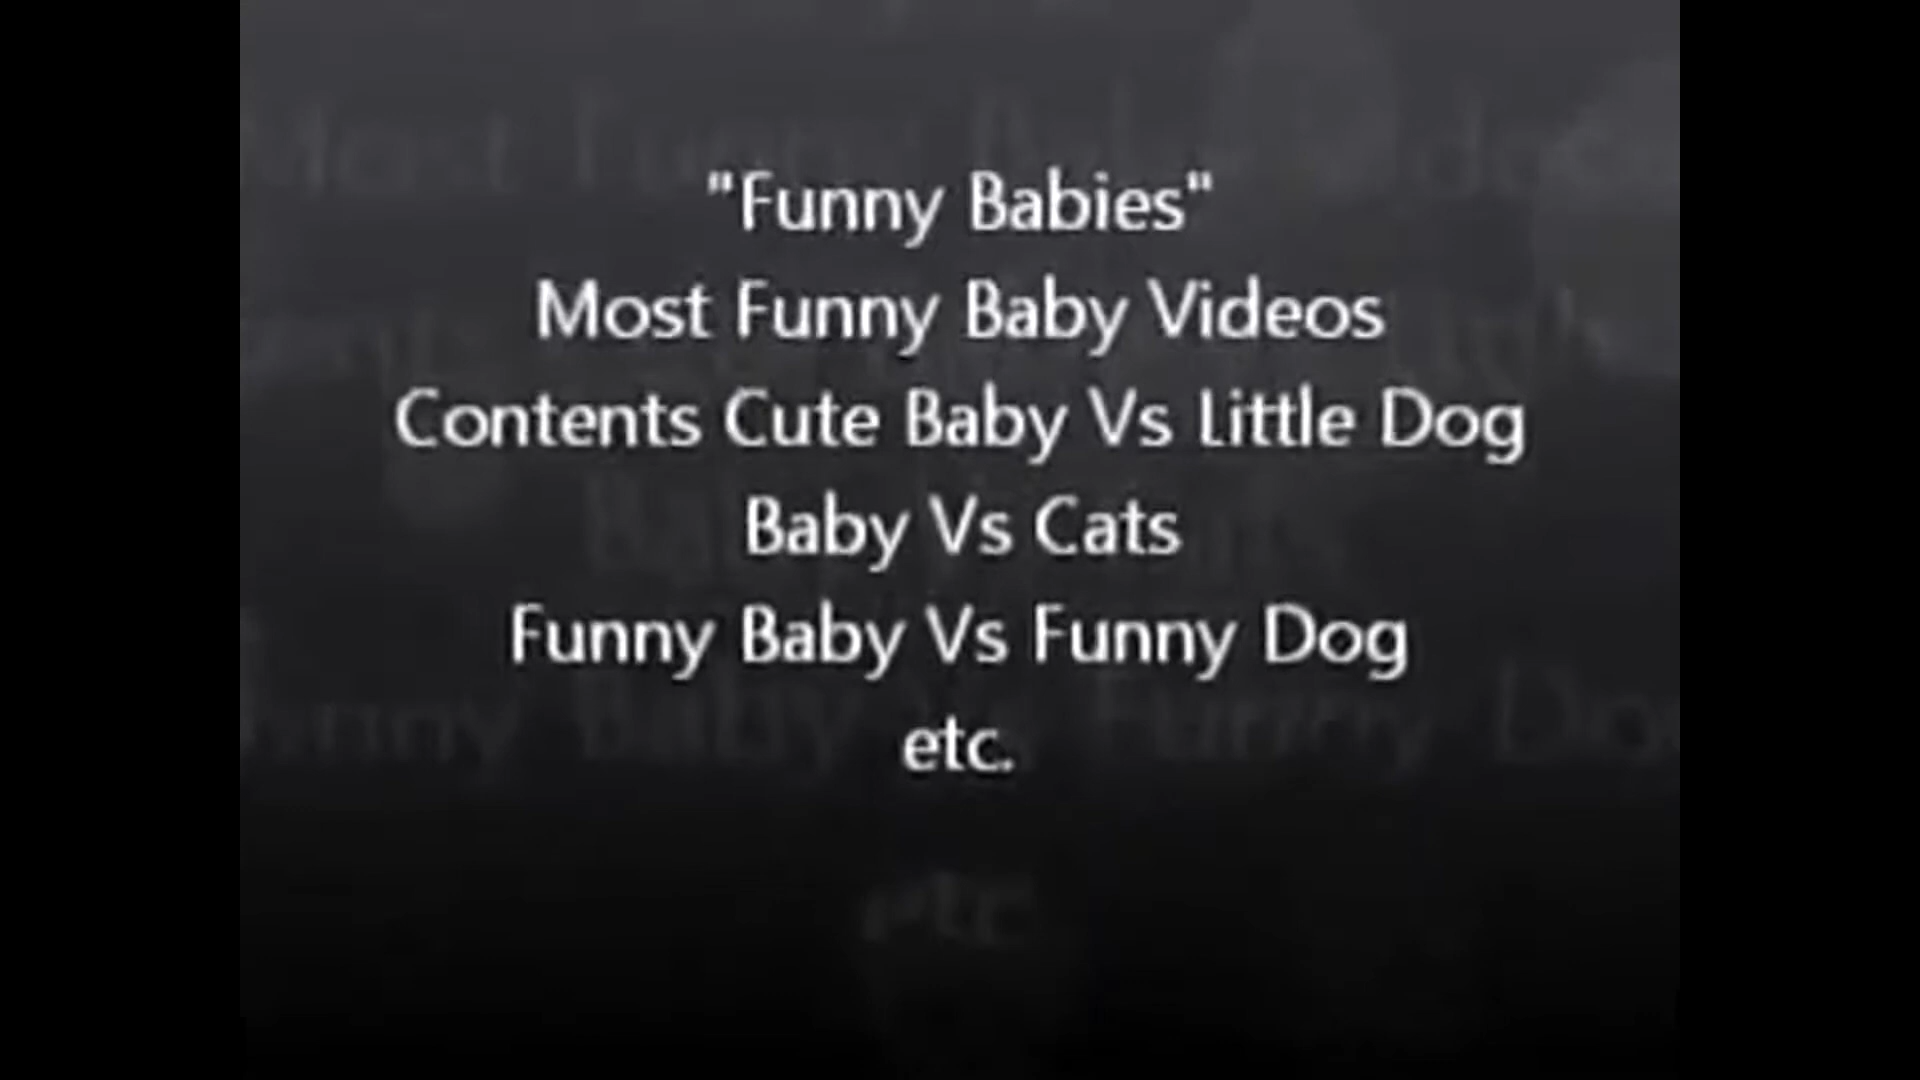 "Funny Babies"
Most Funny Baby Videos
Contents Cute Baby Vs Little Dog
Baby Vs Cats
Funny Baby Vs Funny Dog
etc.